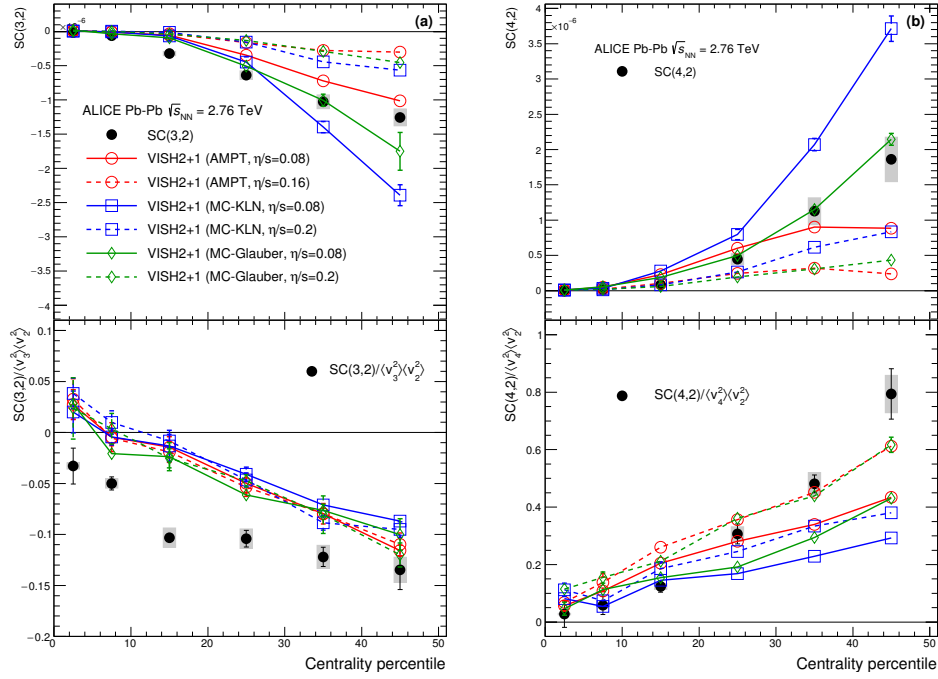 ×10⁻⁶
(a)
SC(3,2)
0
−0.5
−1
−1.5
−2
−2.5
−3
−3.5
−4
ALICE Pb-Pb √s_NN = 2.76 TeV
SC(3,2)
VISH2+1 (AMPT, η/s=0.08)
VISH2+1 (AMPT, η/s=0.16)
VISH2+1 (MC-KLN, η/s=0.08)
VISH2+1 (MC-KLN, η/s=0.2)
VISH2+1 (MC-Glauber, η/s=0.08)
VISH2+1 (MC-Glauber, η/s=0.2)
SC(3,2)/⟨v₃²⟩⟨v₂²⟩
0.1
0.05
0
−0.05
−0.1
−0.15
−0.2
SC(3,2)/⟨v₃²⟩⟨v₂²⟩
0 10 20 30 40 50
Centrality percentile
×10⁻⁶
(b)
SC(4,2)
4
3.5
3
2.5
2
1.5
1
0.5
0
ALICE Pb-Pb √s_NN = 2.76 TeV
SC(4,2)
SC(4,2)/⟨v₄²⟩⟨v₂²⟩
1
0.8
0.6
0.4
0.2
0
SC(4,2)/⟨v₄²⟩⟨v₂²⟩
0 10 20 30 40 50
Centrality percentile